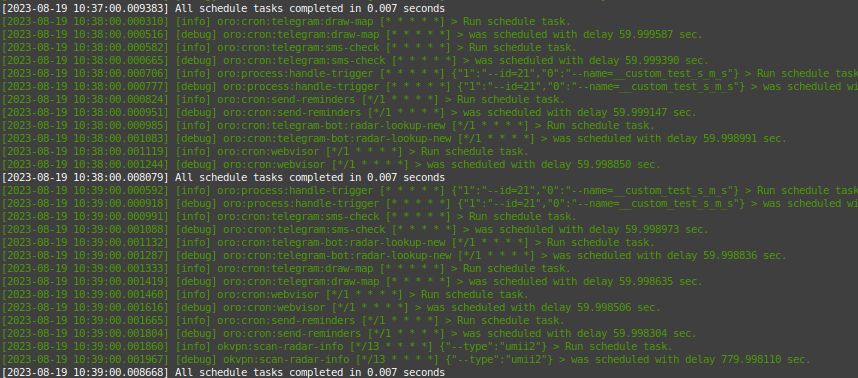 [2023-08-19 10:37:00.009383] All schedule tasks completed in 0.007 seconds
[2023-08-19 10:38:00.000310] [info] oro:cron:telegram:draw-map [* * * * *] > Run schedule task.
[2023-08-19 10:38:00.000516] [debug] oro:cron:telegram:draw-map [* * * * *] > was scheduled with delay 59.999587 sec.
[2023-08-19 10:38:00.000582] [info] oro:cron:telegram:sms-check [* * * * *] > Run schedule task.
[2023-08-19 10:38:00.000665] [debug] oro:cron:telegram:sms-check [* * * * *] > was scheduled with delay 59.999390 sec.
[2023-08-19 10:38:00.000706] [info] oro:process:handle-trigger [* * * * *] {"1":"--id=21","0":"--name=__custom_test_s_m_s"} > Run schedule task
[2023-08-19 10:38:00.000777] [debug] oro:process:handle-trigger [* * * * *] {"1":"--id=21","0":"--name=__custom_test_s_m_s"} > was scheduled wi
[2023-08-19 10:38:00.000824] [info] oro:cron:send-reminders [*/1 * * * *] > Run schedule task.
[2023-08-19 10:38:00.000951] [debug] oro:cron:send-reminders [*/1 * * * *] > was scheduled with delay 59.999147 sec.
[2023-08-19 10:38:00.000985] [info] oro:cron:telegram-bot:radar-lookup-new [*/1 * * * *] > Run schedule task.
[2023-08-19 10:38:00.001083] [debug] oro:cron:telegram-bot:radar-lookup-new [*/1 * * * *] > was scheduled with delay 59.998991 sec.
[2023-08-19 10:38:00.001119] [info] oro:cron:webvisor [*/1 * * * *] > Run schedule task.
[2023-08-19 10:38:00.001244] [debug] oro:cron:webvisor [*/1 * * * *] > was scheduled with delay 59.998850 sec.
[2023-08-19 10:38:00.008079] All schedule tasks completed in 0.007 seconds
[2023-08-19 10:39:00.000592] [info] oro:process:handle-trigger [* * * * *] {"1":"--id=21","0":"--name=__custom_test_s_m_s"} > Run schedule task
[2023-08-19 10:39:00.000918] [debug] oro:process:handle-trigger [* * * * *] {"1":"--id=21","0":"--name=__custom_test_s_m_s"} > was scheduled wi
[2023-08-19 10:39:00.000991] [info] oro:cron:telegram:sms-check [* * * * *] > Run schedule task.
[2023-08-19 10:39:00.001088] [debug] oro:cron:telegram:sms-check [* * * * *] > was scheduled with delay 59.998973 sec.
[2023-08-19 10:39:00.001132] [info] oro:cron:telegram-bot:radar-lookup-new [*/1 * * * *] > Run schedule task.
[2023-08-19 10:39:00.001287] [debug] oro:cron:telegram-bot:radar-lookup-new [*/1 * * * *] > was scheduled with delay 59.998836 sec.
[2023-08-19 10:39:00.001333] [info] oro:cron:telegram:draw-map [* * * * *] > Run schedule task.
[2023-08-19 10:39:00.001419] [debug] oro:cron:telegram:draw-map [* * * * *] > was scheduled with delay 59.998635 sec.
[2023-08-19 10:39:00.001460] [info] oro:cron:webvisor [*/1 * * * *] > Run schedule task.
[2023-08-19 10:39:00.001616] [debug] oro:cron:webvisor [*/1 * * * *] > was scheduled with delay 59.998506 sec.
[2023-08-19 10:39:00.001665] [info] oro:cron:send-reminders [*/1 * * * *] > Run schedule task.
[2023-08-19 10:39:00.001804] [debug] oro:cron:send-reminders [*/1 * * * *] > was scheduled with delay 59.998304 sec.
[2023-08-19 10:39:00.001860] [info] okvpn:scan-radar-info [*/13 * * * *] {"--type":"umii2"} > Run schedule task.
[2023-08-19 10:39:00.001967] [debug] okvpn:scan-radar-info [*/13 * * * *] {"--type":"umii2"} > was scheduled with delay 779.998110 sec.
[2023-08-19 10:39:00.008668] All schedule tasks completed in 0.007 seconds